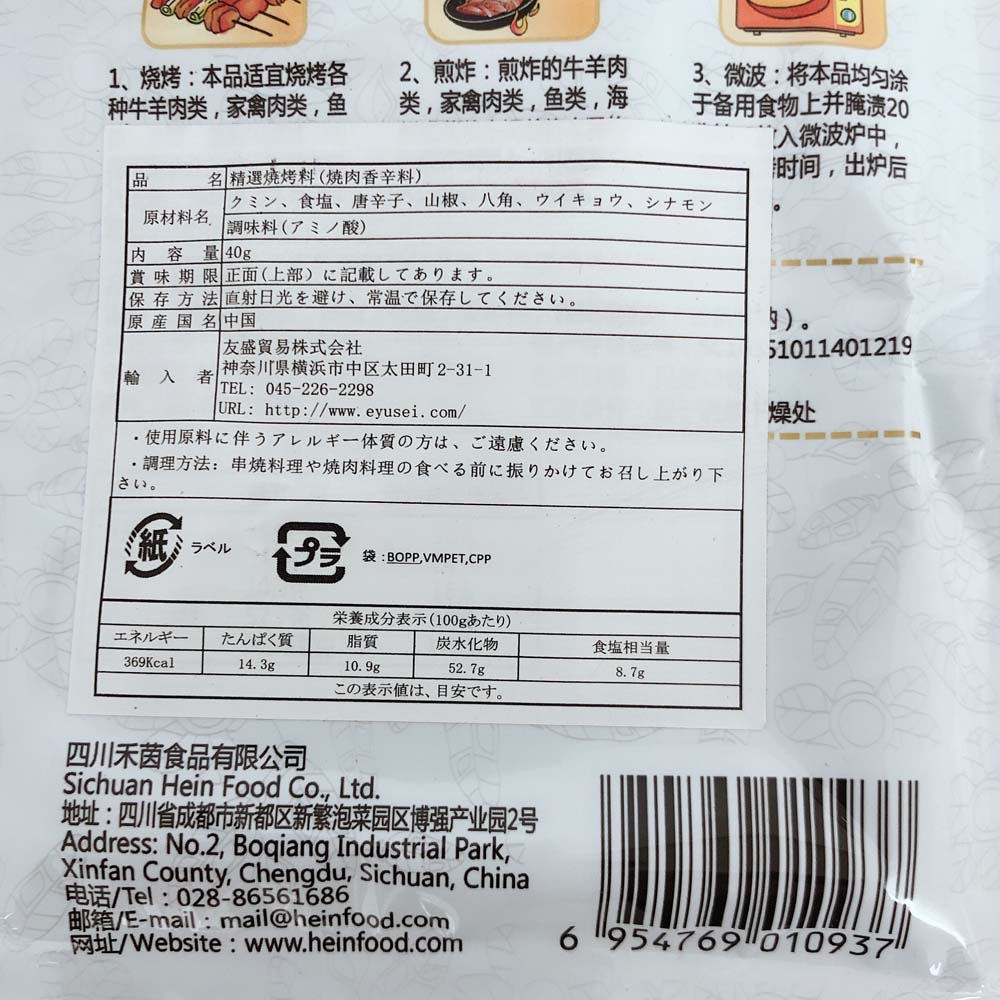 1、烧烤：本品适宜烧烤各
种牛羊肉类，家禽肉类，鱼
2、煎炸：煎炸的牛羊肉
类，家禽肉类，鱼类，海
3、微波：将本品均匀涂
于备用食物上并腌渍20
入微波炉中，
时间，出炉后
。
）。
51011401219
燥处
品 名 精選焼烤料(焼肉香辛料)
原材料名 クミン、食塩、唐辛子、山椒、八角、ウイキョウ、シナモン
調味料(アミノ酸)
内容量 40g
賞味期限 正面(上部)に記載してあります。
保存方法 直射日光を避け、常温で保存してください。
原産国名 中国
輸入者 友盛貿易株式会社
神奈川県横浜市中区太田町2-31-1
TEL: 045-226-2298
URL: http://www.eyusei.com/
・使用原料に伴うアレルギー体質の方は、ご遠慮ください。
・調理方法: 串焼料理や焼肉料理の食べる前に振りかけてお召し上がり下
さい。
紙 ラベル プラ 袋:BOPP,VMPET,CPP
栄養成分表示(100gあたり)
エネルギー たんぱく質 脂質 炭水化物 食塩相当量
369Kcal 14.3g 10.9g 52.7g 8.7g
この表示値は、目安です。
四川禾茵食品有限公司
Sichuan Hein Food Co., Ltd.
地址：四川省成都市新都区新繁泡菜园区博强产业园2号
Address: No.2, Boqiang Industrial Park,
Xinfan County, Chengdu, Sichuan, China
电话/Tel：028-86561686
邮箱/E-mail：mail@heinfood.com
网址/Website：www.heinfood.com
6 954769 010937